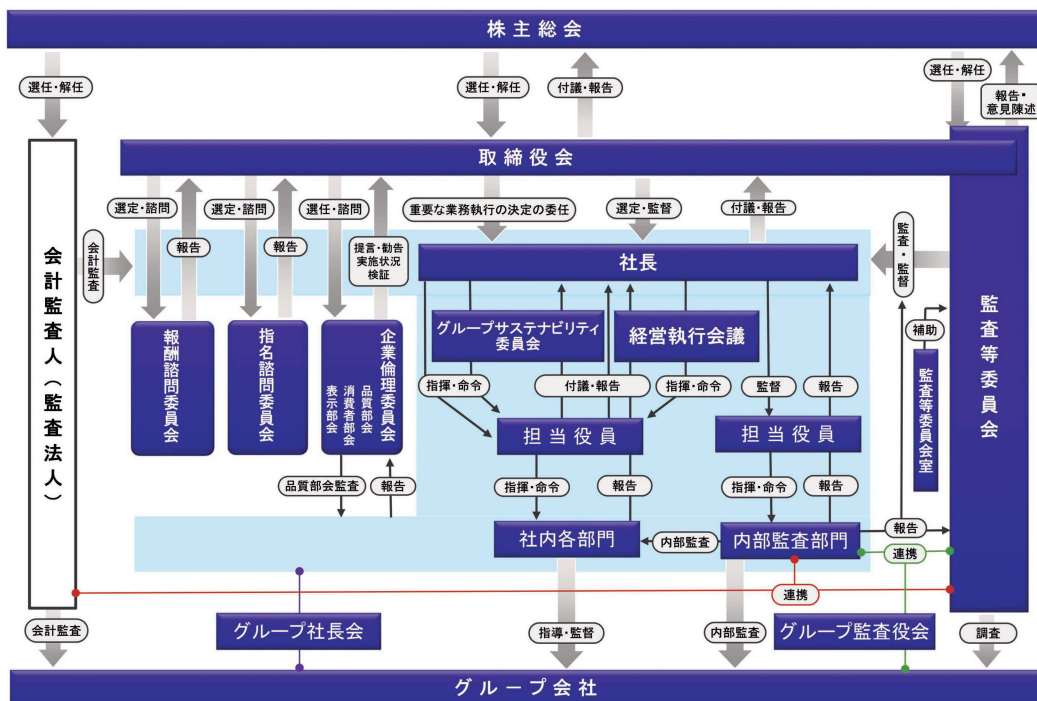 株主総会
選任・解任
選任・解任
付議・報告
選任・解任
報告・
意見陳述
取締役会
選定・諮問
報告
選定・諮問
報告
選任・諮問
提言・勧告
実施状況
検証
重要な業務執行の決定の委任
選定・監督
付議・報告
会計監査人(監査法人)
会計監査
監査・監督
監査等委員会
社長
グループサステナビリティ
委員会
経営執行会議
補助
監査等委員会室
報酬諮問委員会
指名諮問委員会
企業倫理委員会
品質部会
消費者部会
表示部会
指揮・命令
付議・報告
指揮・命令
監督
報告
担当役員
担当役員
品質部会監査
報告
指揮・命令
報告
指揮・命令
報告
社内各部門
内部監査
内部監査部門
報告
連携
連携
会計監査
グループ社長会
指導・監督
内部監査
グループ監査役会
調査
グループ会社